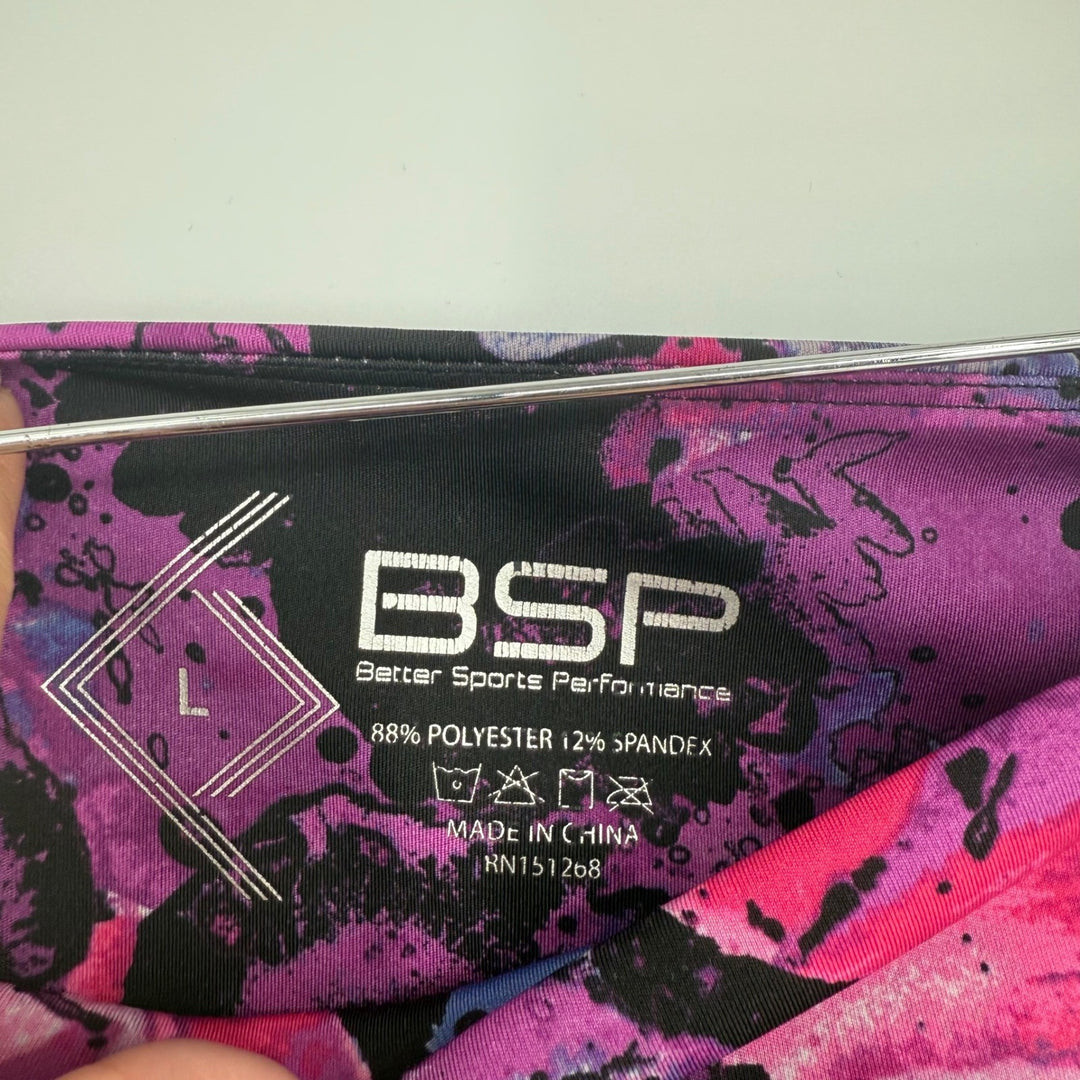 L
BSP
Better Sports Performance
88% POLYESTER 12% SPANDEX
MADE IN CHINA
RN151268